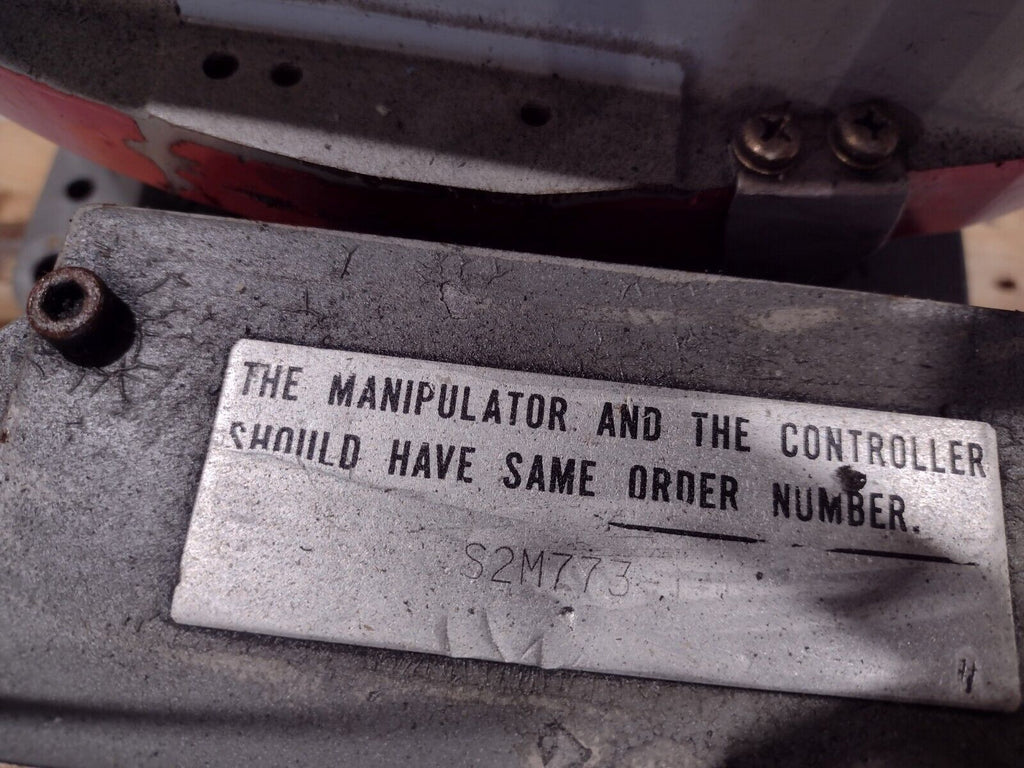 THE MANIPULATOR AND THE CONTROLLER
SHOULD HAVE SAME ORDER NUMBER.
S2M773